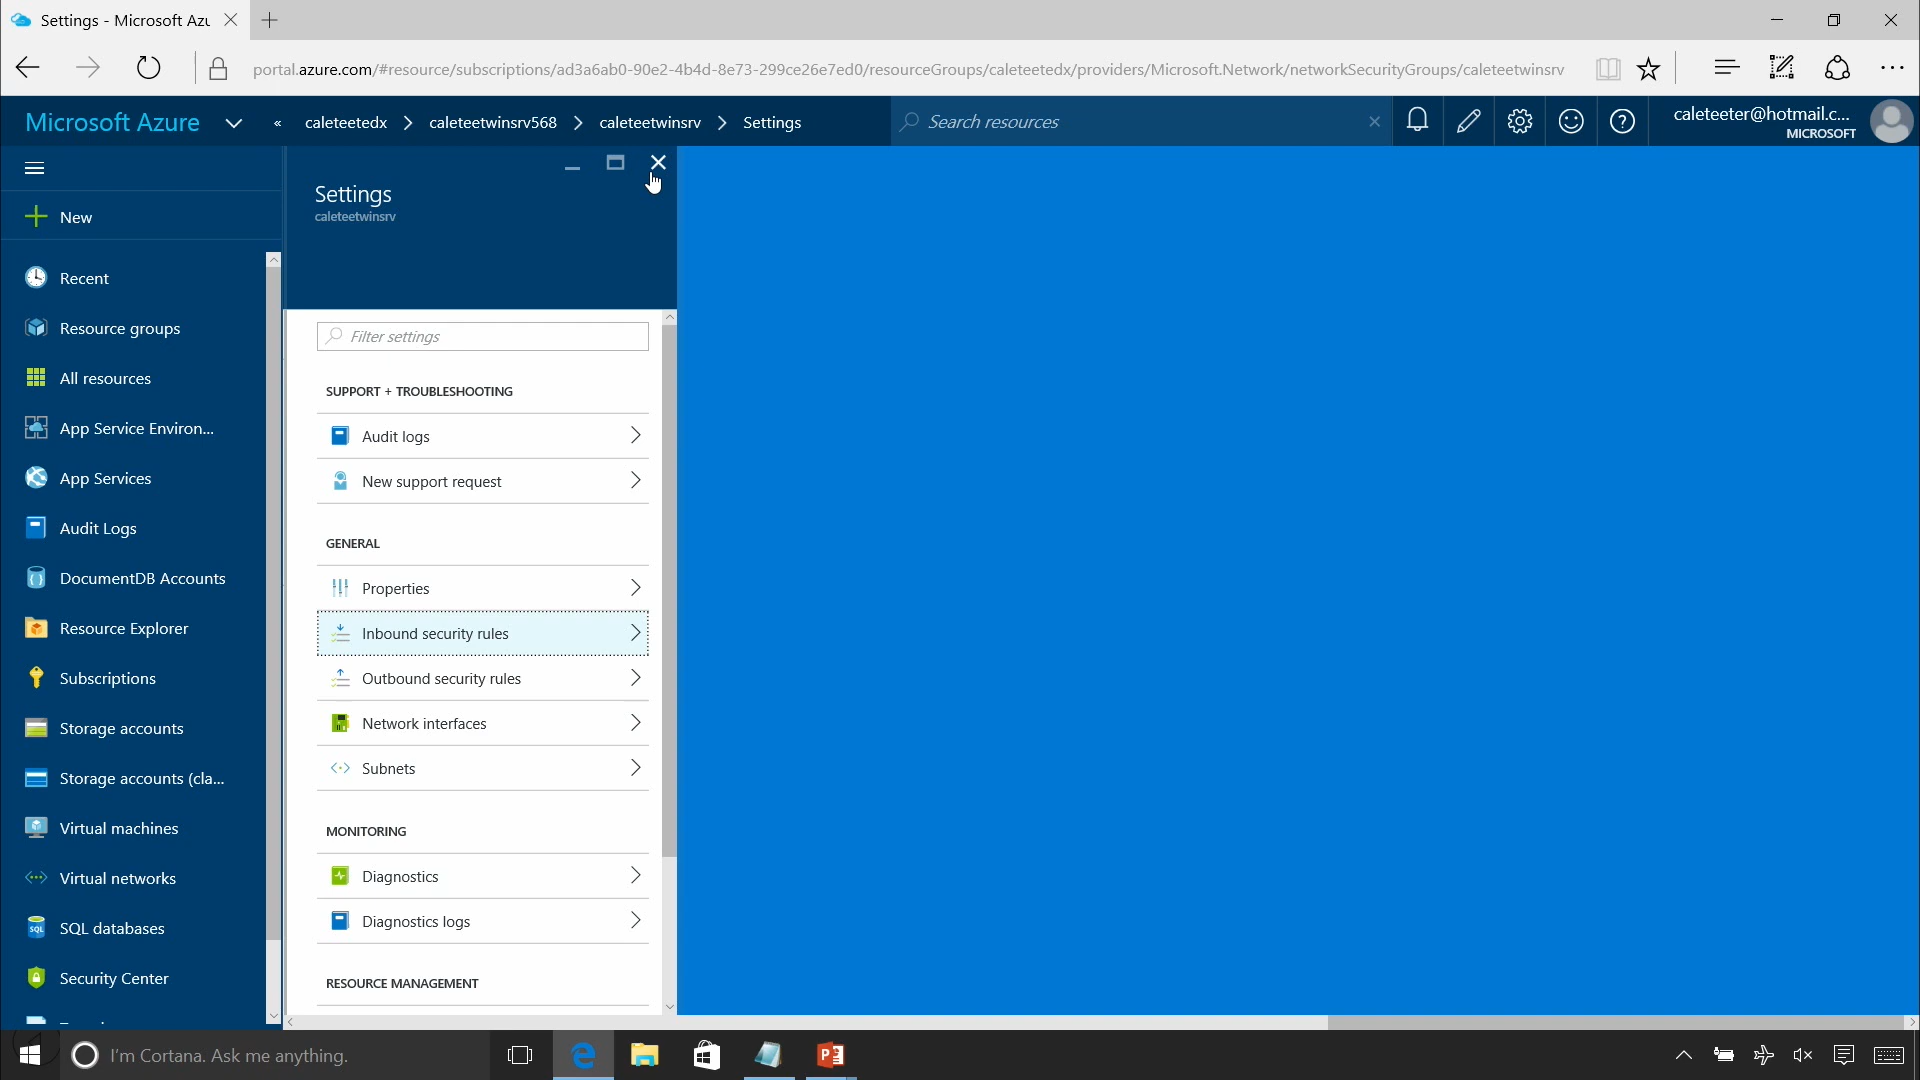 Settings - Microsoft Azu
portal.azure.com/#resource/subscriptions/ad3a6ab0-90e2-4b4d-8e73-299ce26e7ed0/resourceGroups/caleteetedx/providers/Microsoft.Network/networkSecurityGroups/caleteetwinsrv
Microsoft Azure
« caleteetedx > caleteetwinsrv568 > caleteetwinsrv > Settings
Search resources
caleteeter@hotmail.c...
MICROSOFT
New
Recent
Resource groups
All resources
App Service Environ...
App Services
Audit Logs
DocumentDB Accounts
Resource Explorer
Subscriptions
Storage accounts
Storage accounts (cla...
Virtual machines
Virtual networks
SQL databases
Security Center
Settings
caleteetwinsrv
Filter settings
SUPPORT + TROUBLESHOOTING
Audit logs
New support request
GENERAL
Properties
Inbound security rules
Outbound security rules
Network interfaces
Subnets
MONITORING
Diagnostics
Diagnostics logs
RESOURCE MANAGEMENT
I'm Cortana. Ask me anything.